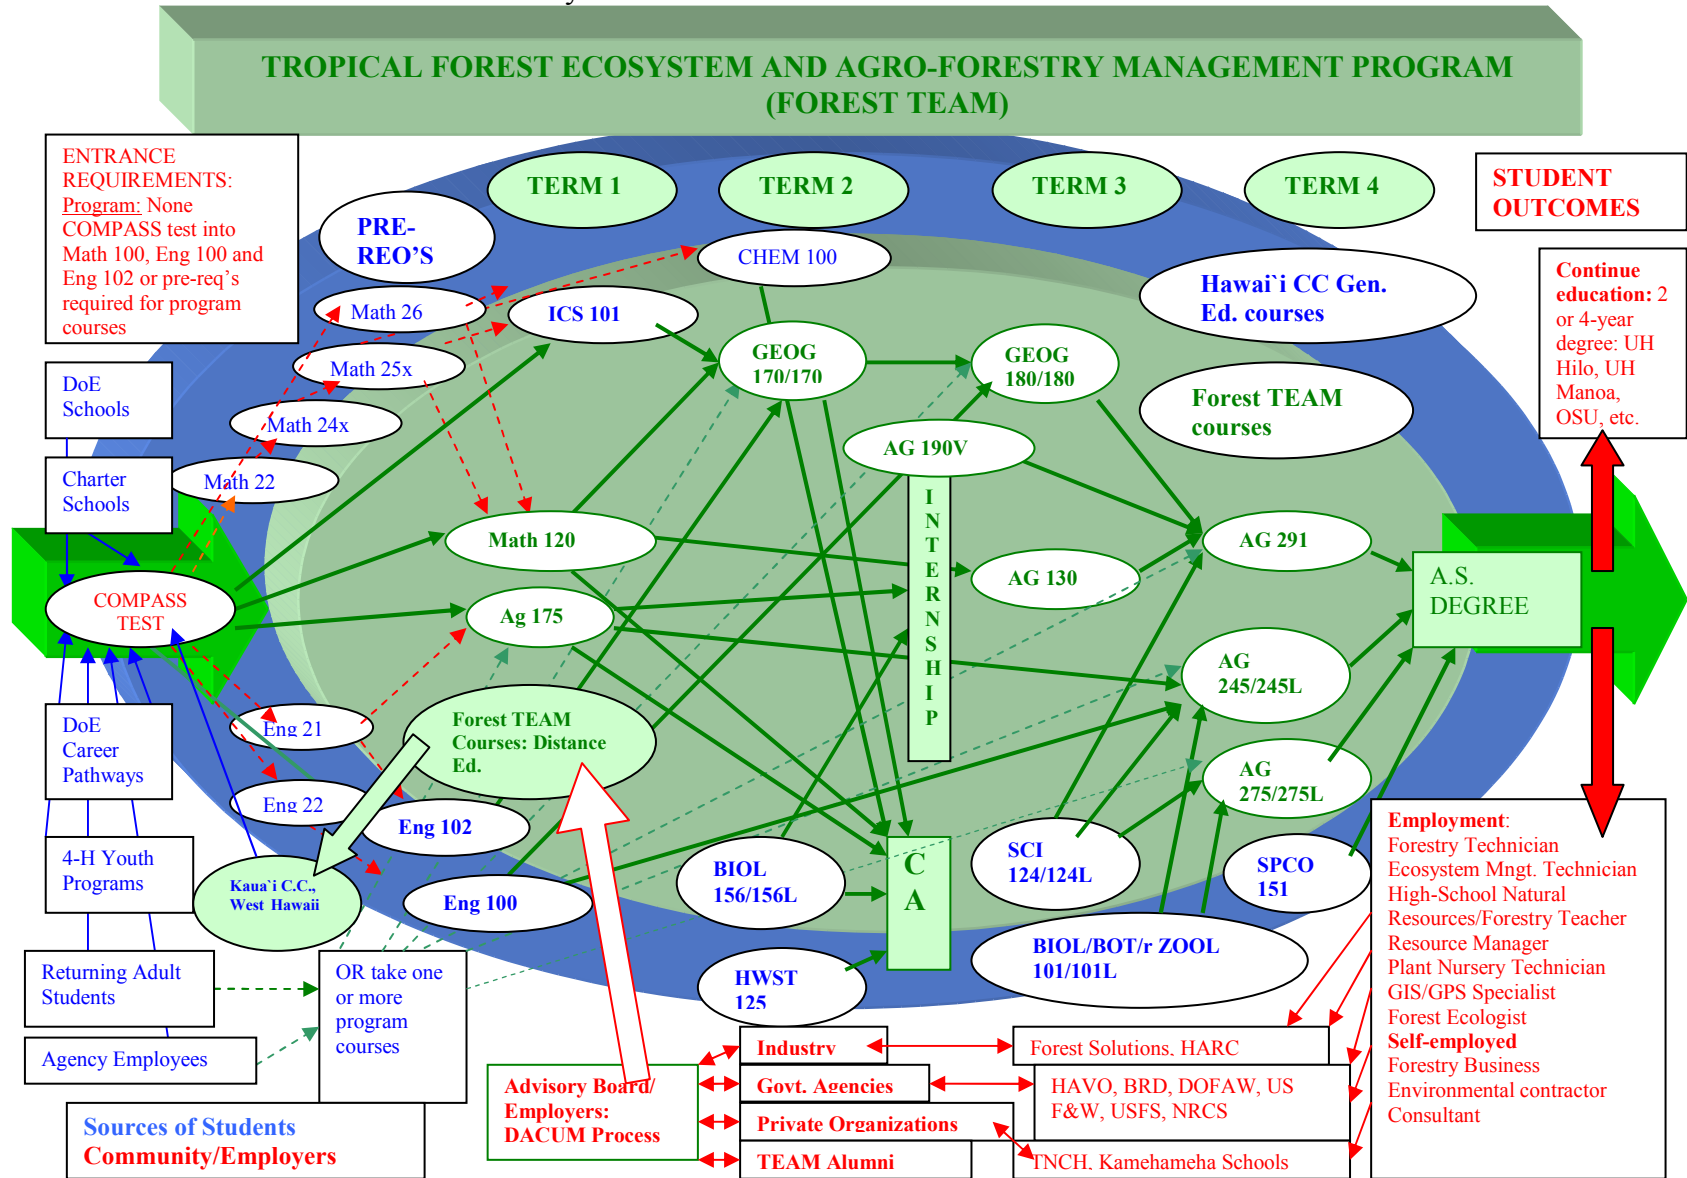 TROPICAL FOREST ECOSYSTEM AND AGRO-FORESTRY MANAGEMENT PROGRAM
(FOREST TEAM)
ENTRANCE
REQUIREMENTS:
Program: None
COMPASS test into
Math 100, Eng 100 and
Eng 102 or pre-req’s
required for program
courses
TERM 1
TERM 2
TERM 3
TERM 4
STUDENT
OUTCOMES
PRE-
REQ'S
CHEM 100
Hawai`i CC Gen.
Ed. courses
Continue
education: 2
or 4-year
degree: UH
Hilo, UH
Manoa,
OSU, etc.
Math 26
ICS 101
GEOG
170/170
GEOG
180/180
Math 25x
DoE
Schools
Math 24x
Forest TEAM
courses
AG 190V
Charter
Schools
Math 22
INTERNSHIP
Math 120
AG 291
AG 130
A.S.
DEGREE
COMPASS
TEST
Ag 175
AG
245/245L
DoE
Career
Pathways
Eng 21
Forest TEAM
Courses: Distance
Ed.
AG
275/275L
Eng 22
Eng 102
4-H Youth
Programs
Kaua`i C.C.,
West Hawaii
Eng 100
BIOL
156/156L
C
A
SCI
124/124L
SPCO
151
Employment:
Forestry Technician
Ecosystem Mngt. Technician
High-School Natural
Resources/Forestry Teacher
Resource Manager
Plant Nursery Technician
GIS/GPS Specialist
Forest Ecologist
Self-employed
Forestry Business
Environmental contractor
Consultant
BIOL/BOT/r ZOOL
101/101L
HWST
125
Returning Adult
Students
OR take one
or more
program
courses
Agency Employees
Industry
Forest Solutions, HARC
Advisory Board/
Employers:
DACUM Process
Govt. Agencies
HAVO, BRD, DOFAW, US
F&W, USFS, NRCS
Private Organizations
TEAM Alumni
TNCH, Kamehameha Schools
Sources of Students
Community/Employers